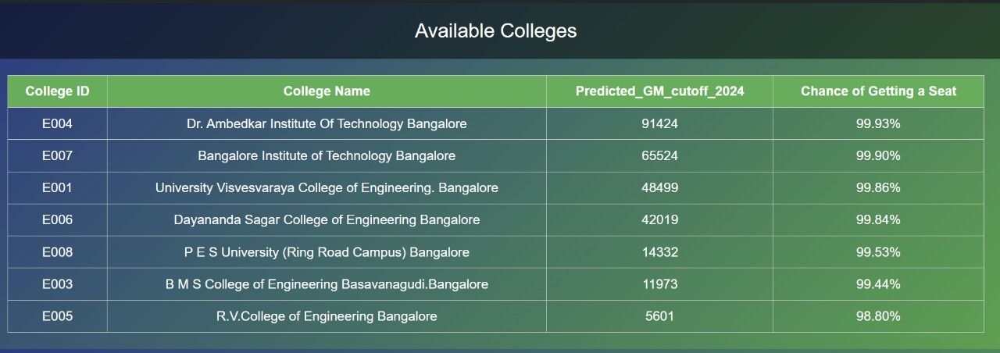 Available Colleges
College ID College Name Predicted_GM_cutoff_2024 Chance of Getting a Seat
E004 Dr. Ambedkar Institute Of Technology Bangalore 91424 99.93%
E007 Bangalore Institute of Technology Bangalore 65524 99.90%
E001 University Visvesvaraya College of Engineering. Bangalore 48499 99.86%
E006 Dayananda Sagar College of Engineering Bangalore 42019 99.84%
E008 P E S University (Ring Road Campus) Bangalore 14332 99.53%
E003 B M S College of Engineering Basavanagudi.Bangalore 11973 99.44%
E005 R.V.College of Engineering Bangalore 5601 98.80%